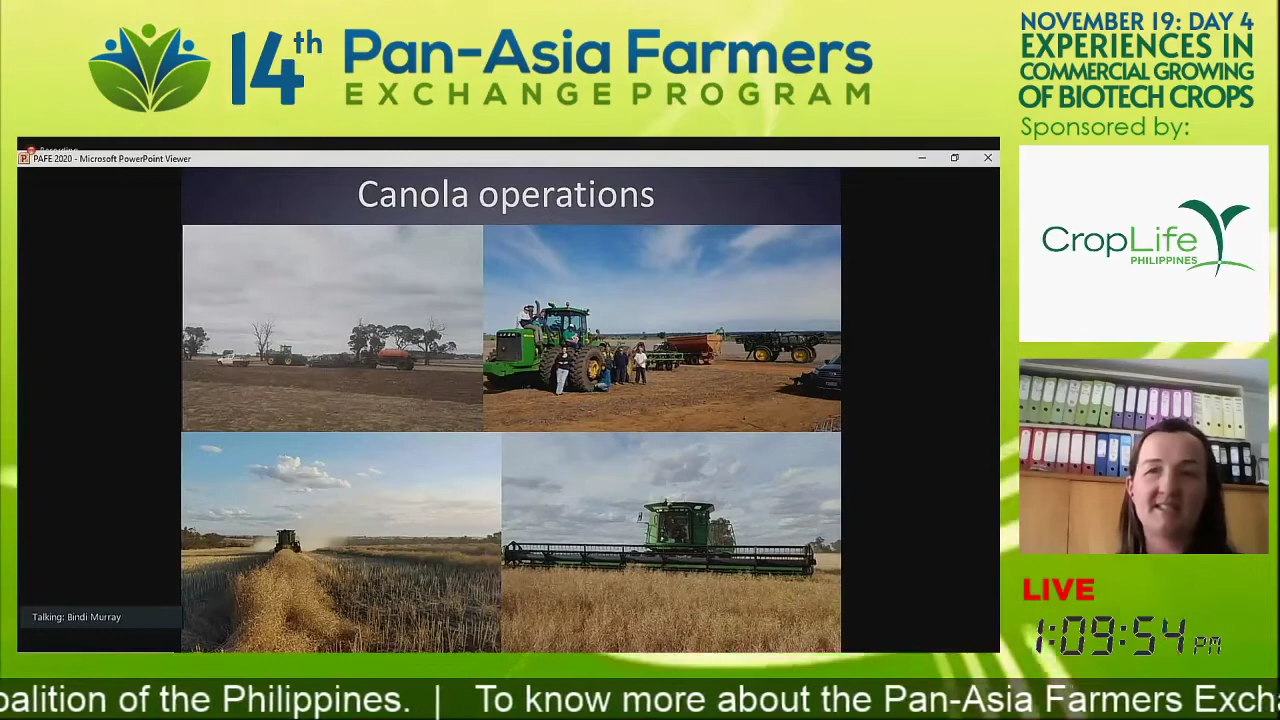 14th Pan-Asia Farmers
EXCHANGE PROGRAM
NOVEMBER 19: DAY 4
EXPERIENCES IN
COMMERCIAL GROWING
OF BIOTECH CROPS
Sponsored by:
CropLife
PHILIPPINES
Recording
PAFE 2020 - Microsoft PowerPoint Viewer
Canola operations
Talking: Bindi Murray
LIVE
1:09:54 PM
oalition of the Philippines. | To know more about the Pan-Asia Farmers Exch